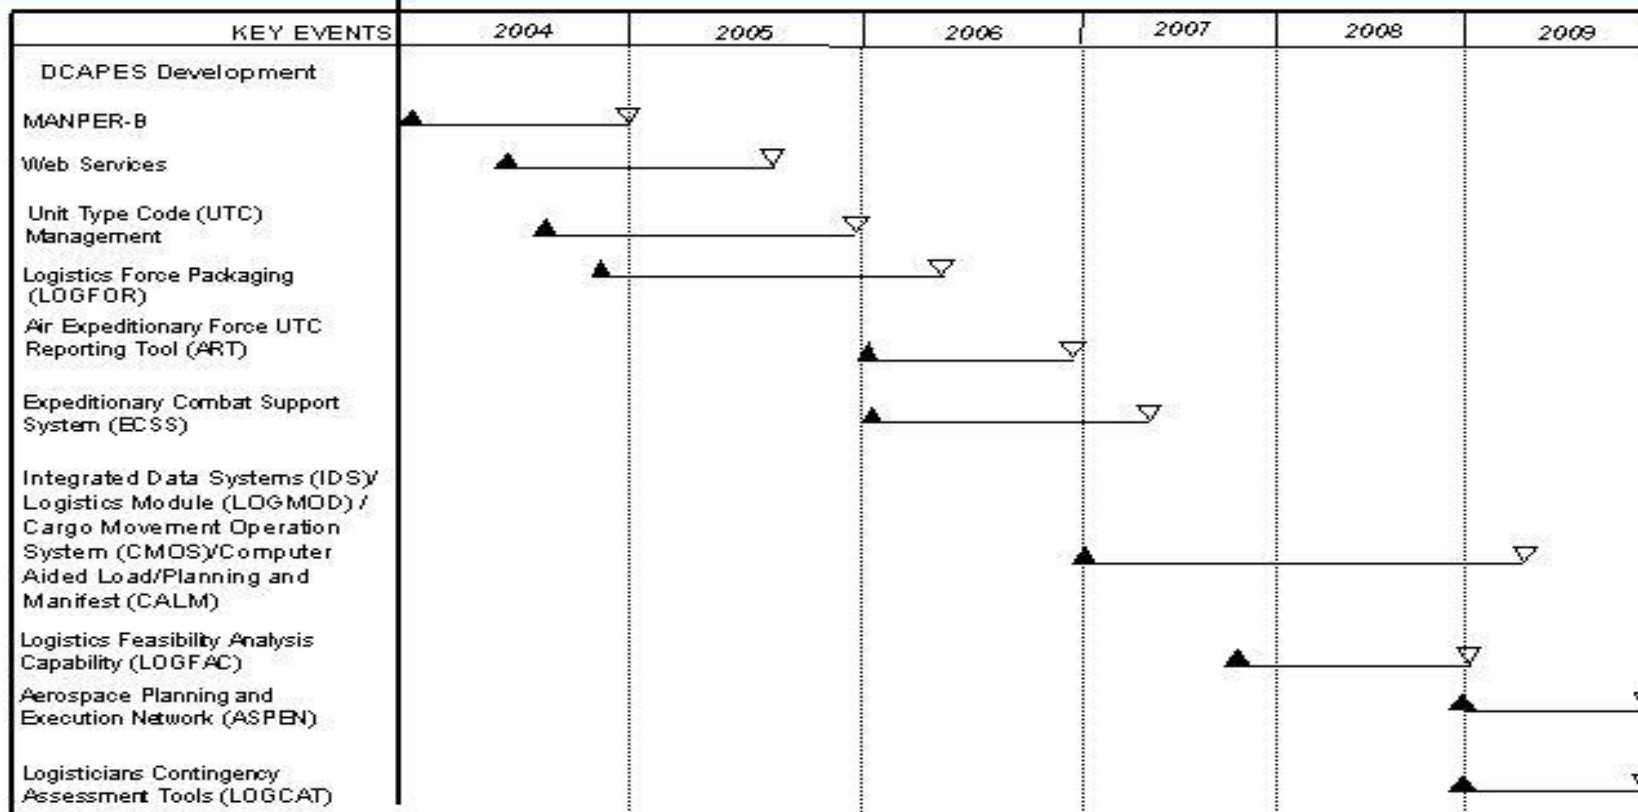 KEY EVENTS 2004 2005 2006 2007 2008 2009
DCAPES Development
MANPER-B
Web Services
Unit Type Code (UTC)
Management
Logistics Force Packaging
(LOGFOR)
Air Expeditionary Force UTC
Reporting Tool (ART)
Expeditionary Combat Support
System (ECSS)
Integrated Data Systems (IDS)/
Logistics Module (LOGMOD) /
Cargo Movement Operation
System (CMOS)/Computer
Aided Load/Planning and
Manifest (CALM)
Logistics Feasibility Analysis
Capability (LOGFAC)
Aerospace Planning and
Execution Network (ASPEN)
Logisticians Contingency
Assessment Tools (LOGCAT)